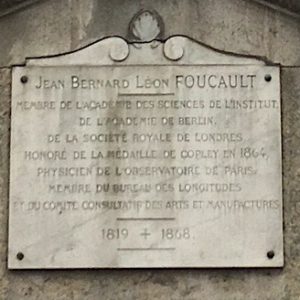 JEAN BERNARD LÉON FOUCAULT
MEMBRE DE L'ACADEMIE DES SCIENCES DE L'INSTITUT,
DE L'ACADEMIE DE BERLIN,
DE LA SOCIÉTÉ ROYALE DE LONDRES,
HONORÉ DE LA MÉDAILLE DE COPLEY EN 1864,
PHYSICIEN DE L'OBSERVATOIRE DE PARIS,
MEMBRE DU BUREAU DES LONGITUDES
ET DU COMITÉ CONSULTATIF DES ARTS ET MANUFACTURES
1819 + 1868.